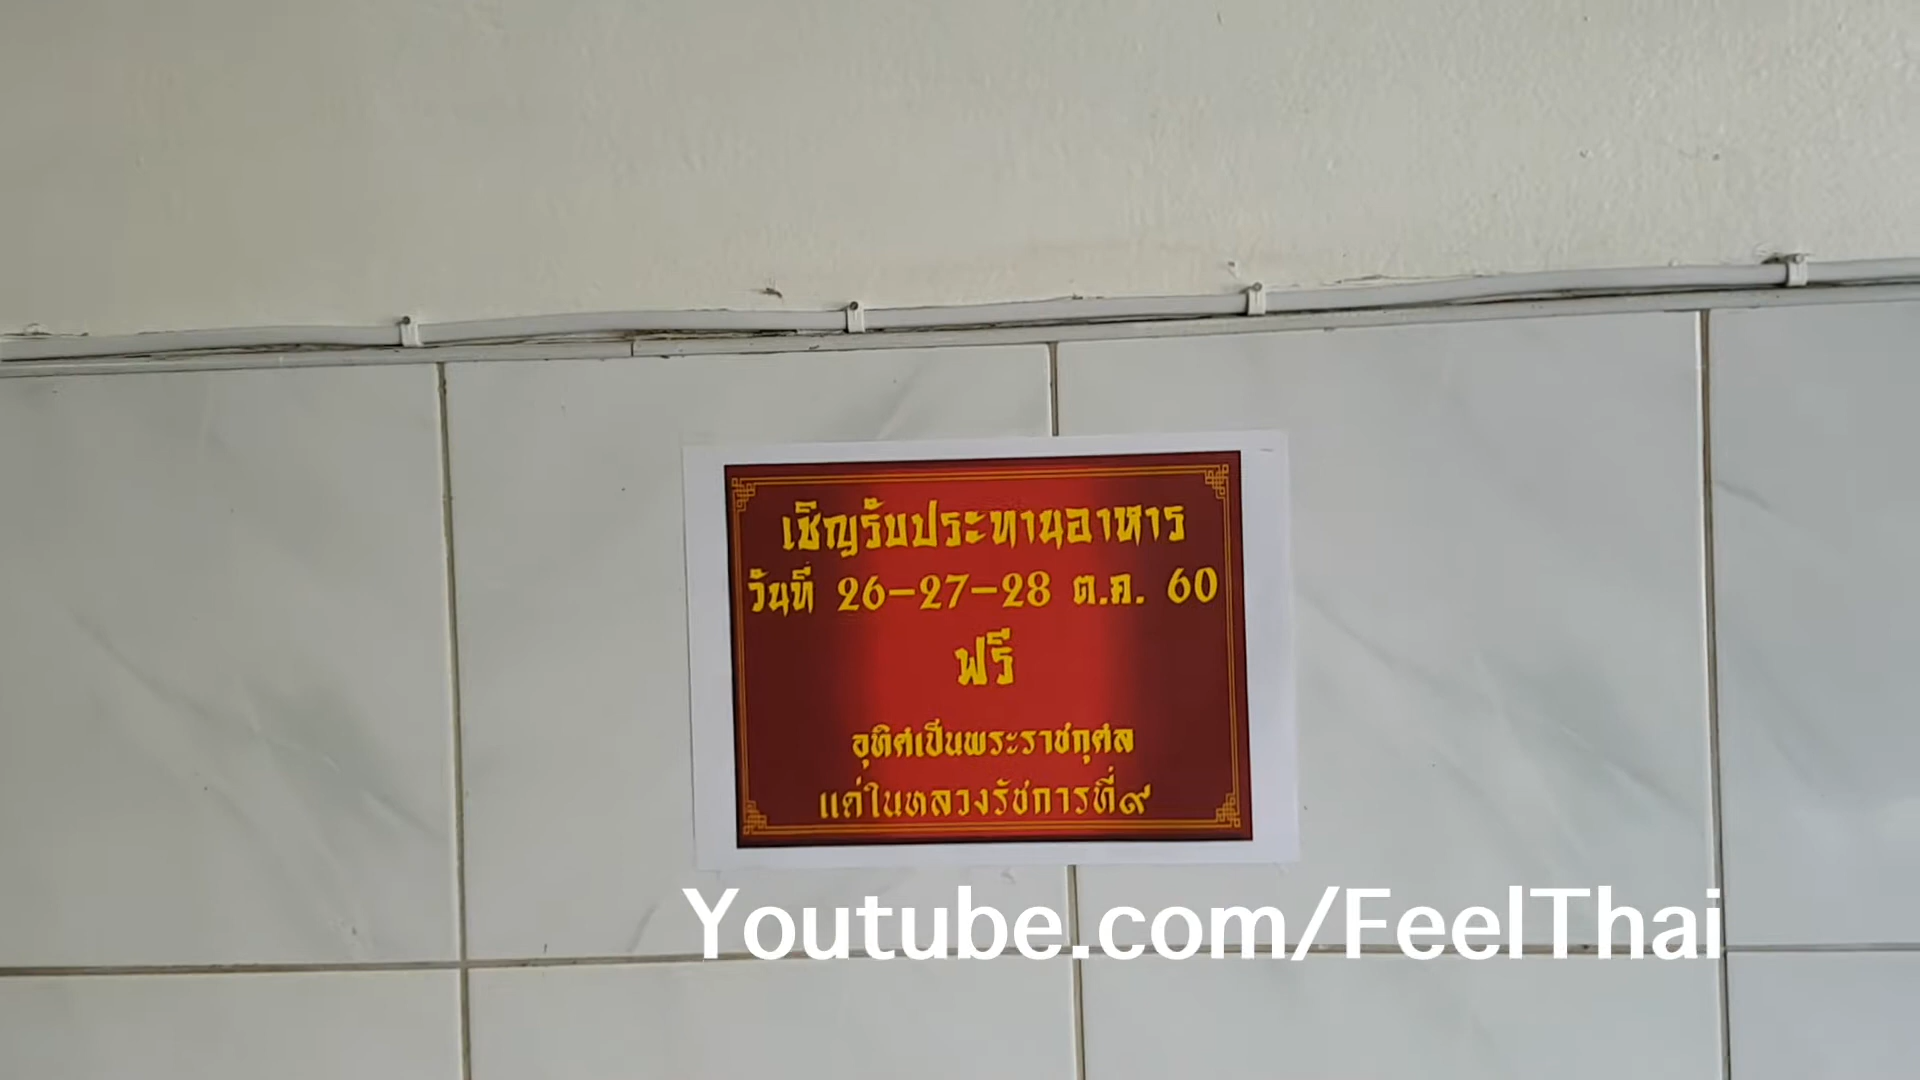 เชิญรับประทานอาหาร
วันที่ 26-27-28 ต.ค. 60
ฟรี
อุทิศเป็นพระราชกุศล
แด่ในหลวงรัชการที่๙
Youtube.com/FeelThai